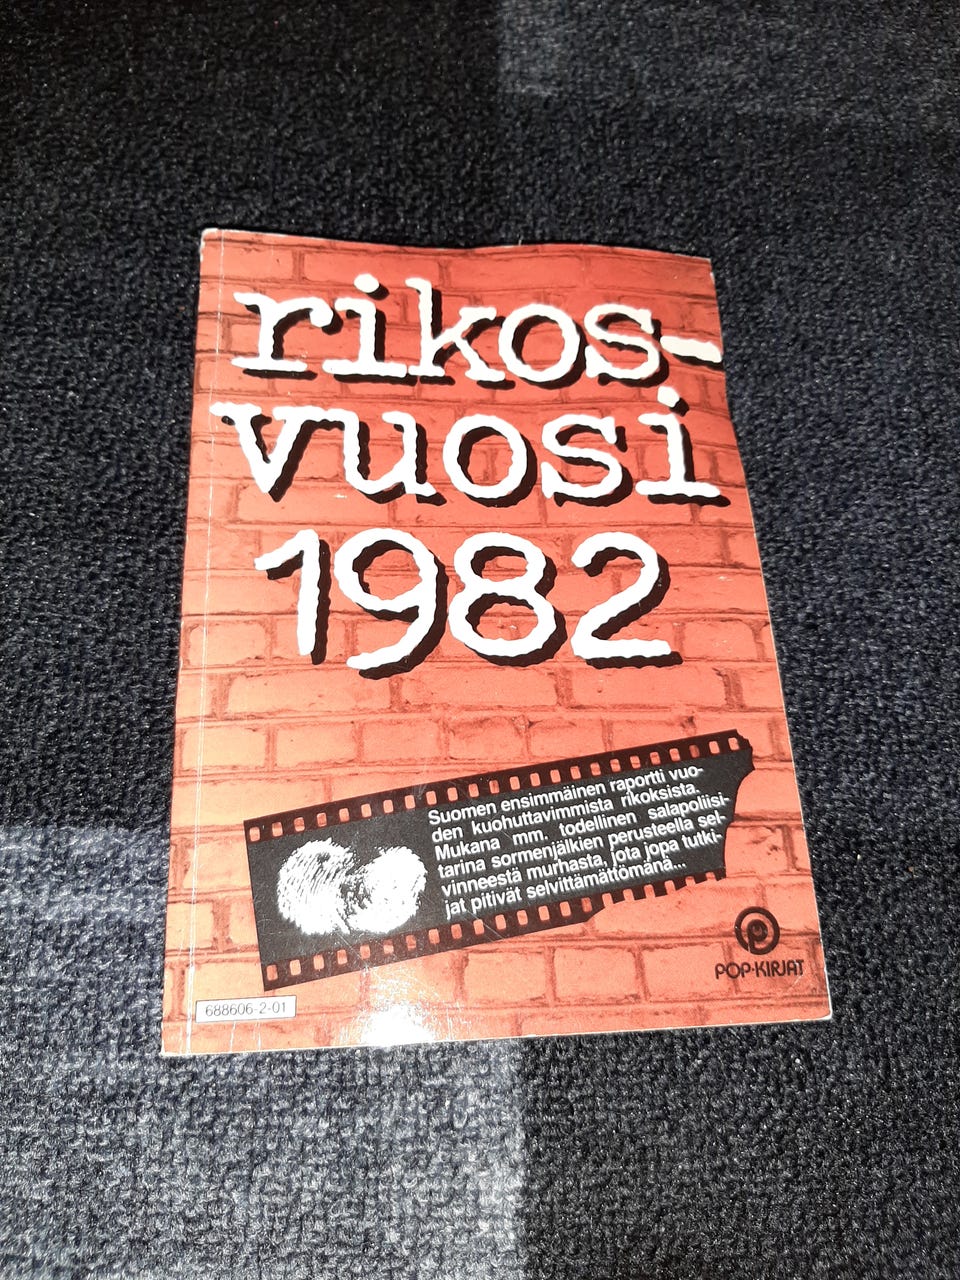 rikos-
vuosi
1982
Suomen ensimmäinen raportti vuo-
den kuohuttavimmista rikoksista.
Mukana mm. todellinen salapoliisi-
tarina sormenjälkien perusteella sel-
vinneestä murhasta, jota jopa tutki-
jat pitivät selvittämättömänä...
POP-KIRJAT
688606-2-01